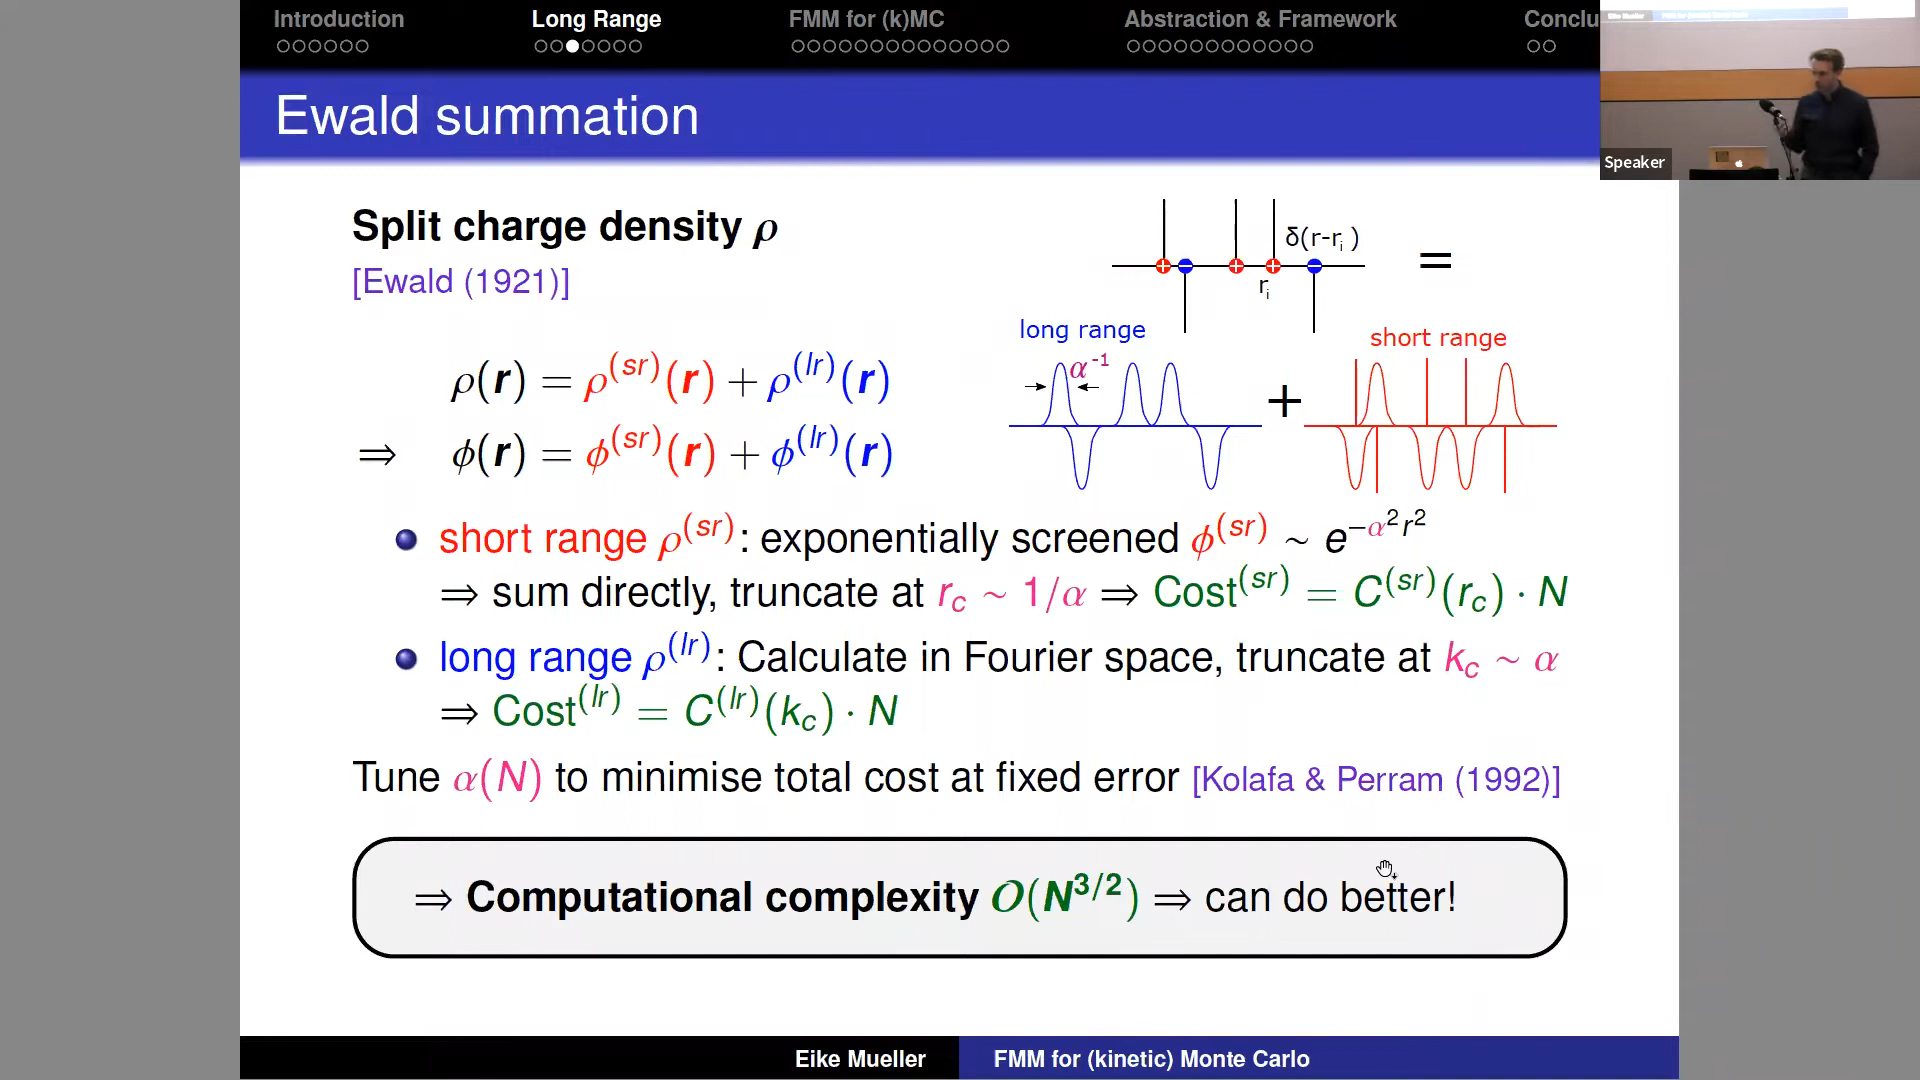 Introduction
Long Range
FMM for (k)MC
Abstraction & Framework
Conclu
Ewald summation
Speaker
Split charge density ρ
[Ewald (1921)]
δ(r-rᵢ)
=
rᵢ
long range
α⁻¹
+
short range
ρ(r) = ρ⁽ˢʳ⁾(r) + ρ⁽ˡʳ⁾(r)
⇒ ϕ(r) = ϕ⁽ˢʳ⁾(r) + ϕ⁽ˡʳ⁾(r)
short range ρ⁽ˢʳ⁾: exponentially screened ϕ⁽ˢʳ⁾ ∼ e^{−α²r²}
⇒ sum directly, truncate at r_c ∼ 1/α ⇒ Cost⁽ˢʳ⁾ = C⁽ˢʳ⁾(r_c) · N
long range ρ⁽ˡʳ⁾: Calculate in Fourier space, truncate at k_c ∼ α
⇒ Cost⁽ˡʳ⁾ = C⁽ˡʳ⁾(k_c) · N
Tune α(N) to minimise total cost at fixed error [Kolafa & Perram (1992)]
⇒ Computational complexity O(N^{3/2}) ⇒ can do better!
Eike Mueller
FMM for (kinetic) Monte Carlo